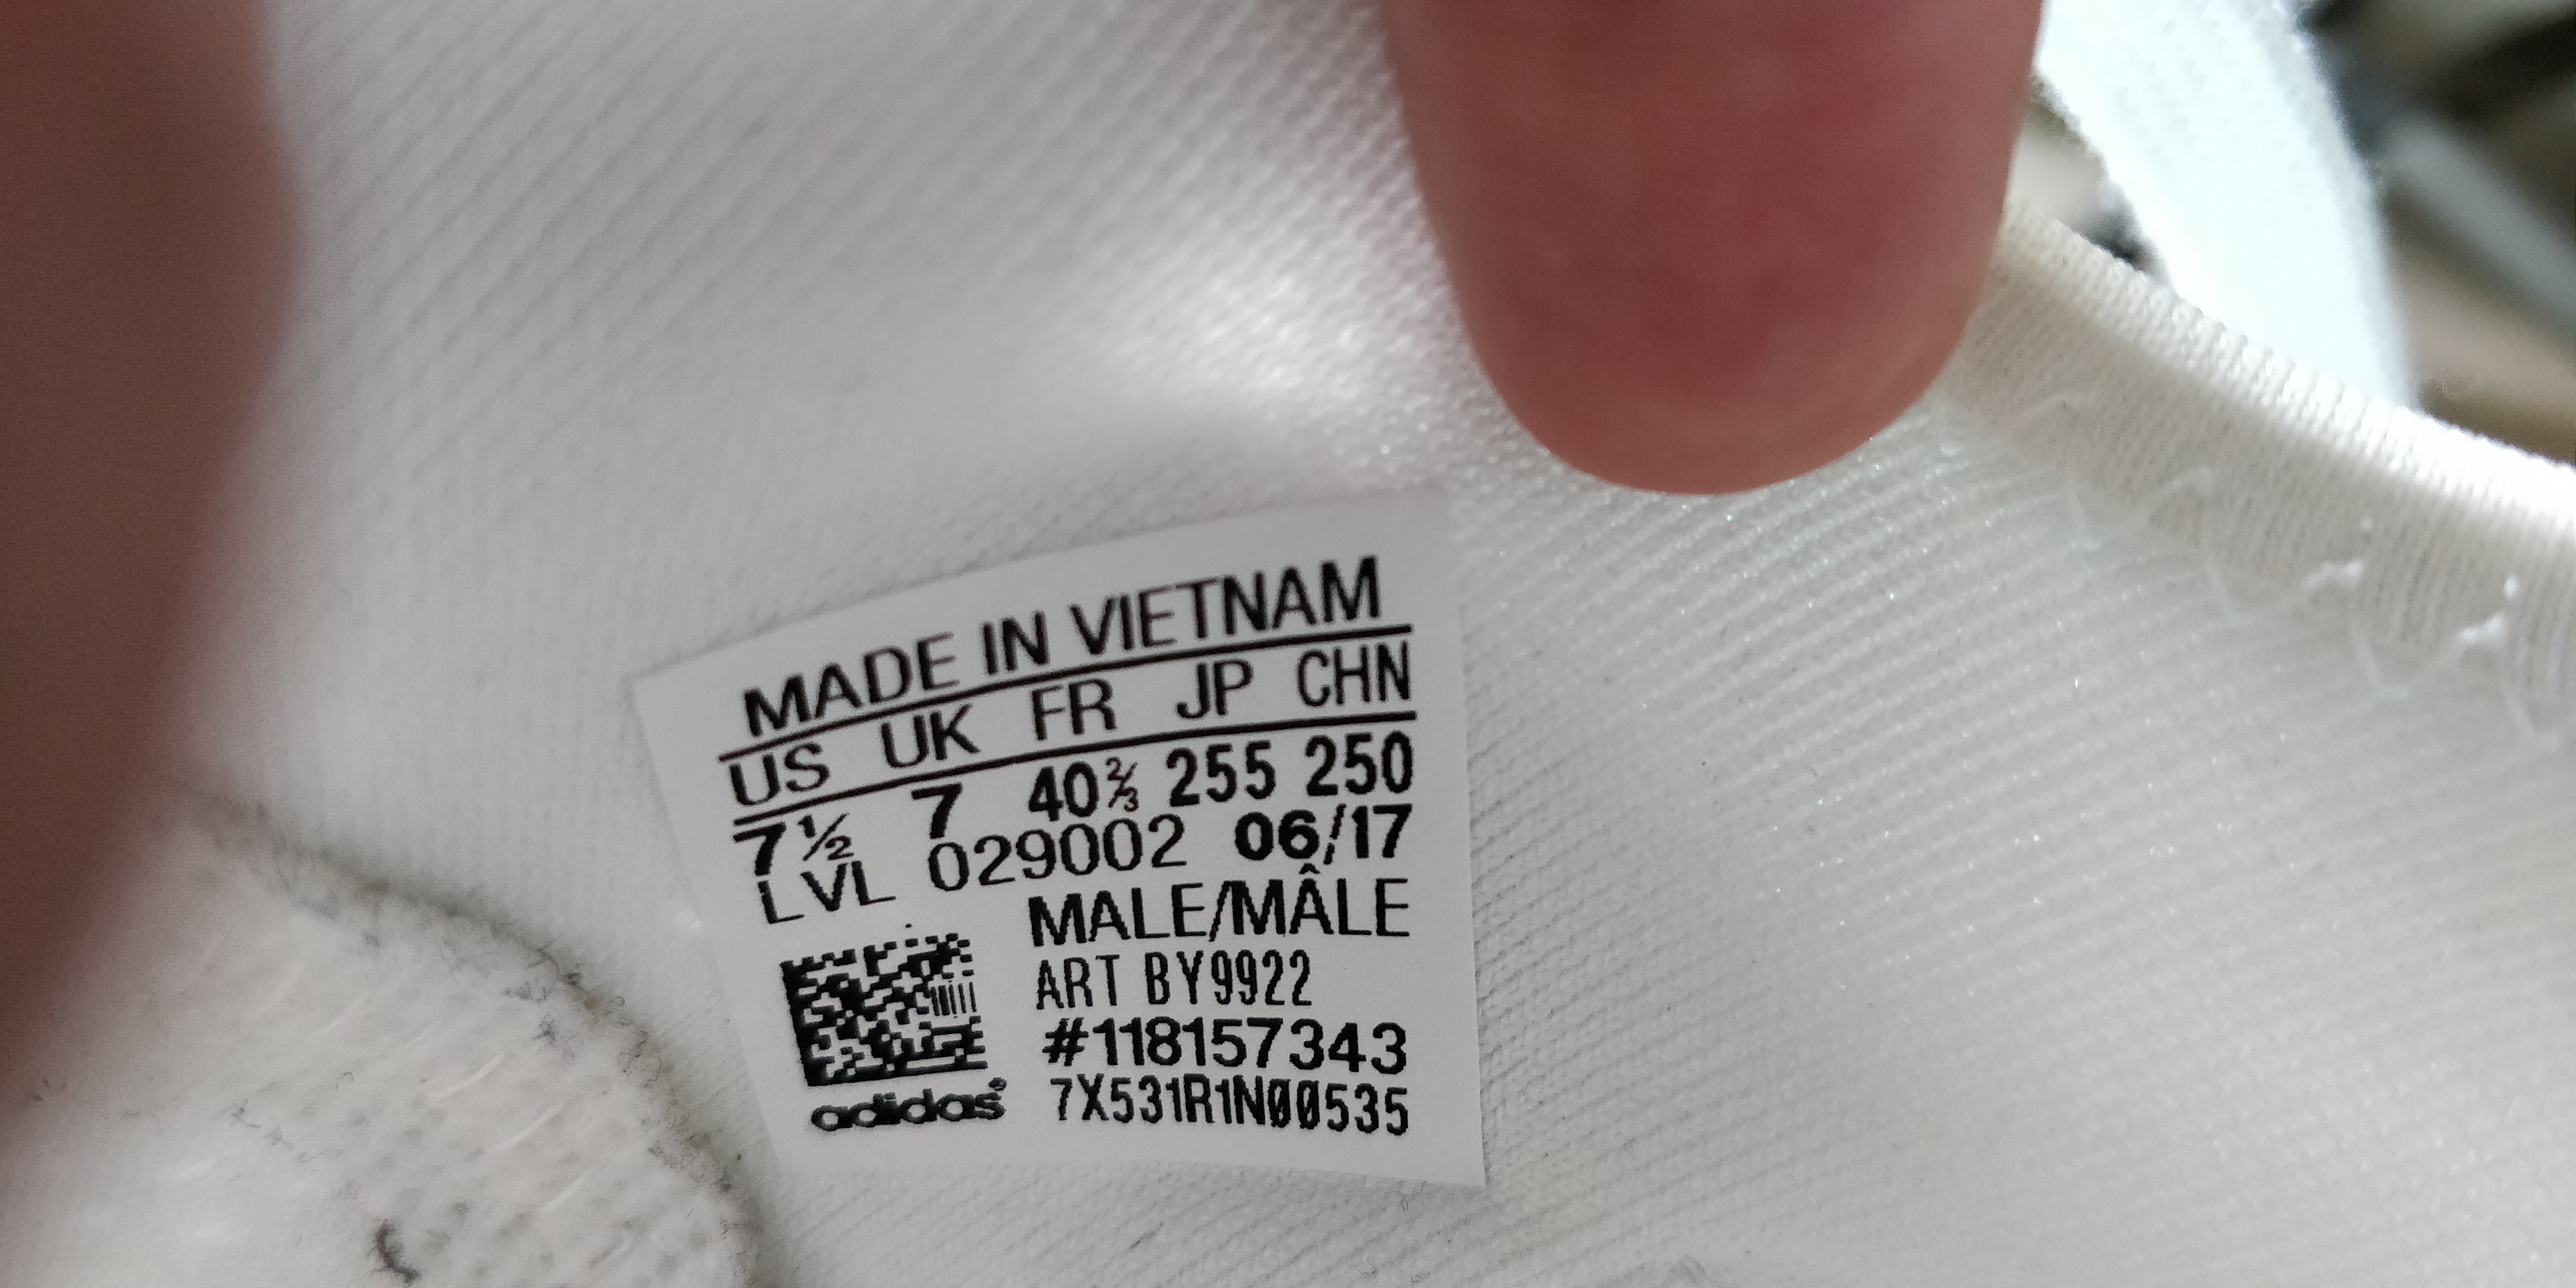 MADE IN VIETNAM
US UK FR JP CHN
7½ 7 40⅔ 255 250
LVL 029002 06/17
MALE/MÂLE
ART BY9922
#118157343
adidas® 7X531R1N00535